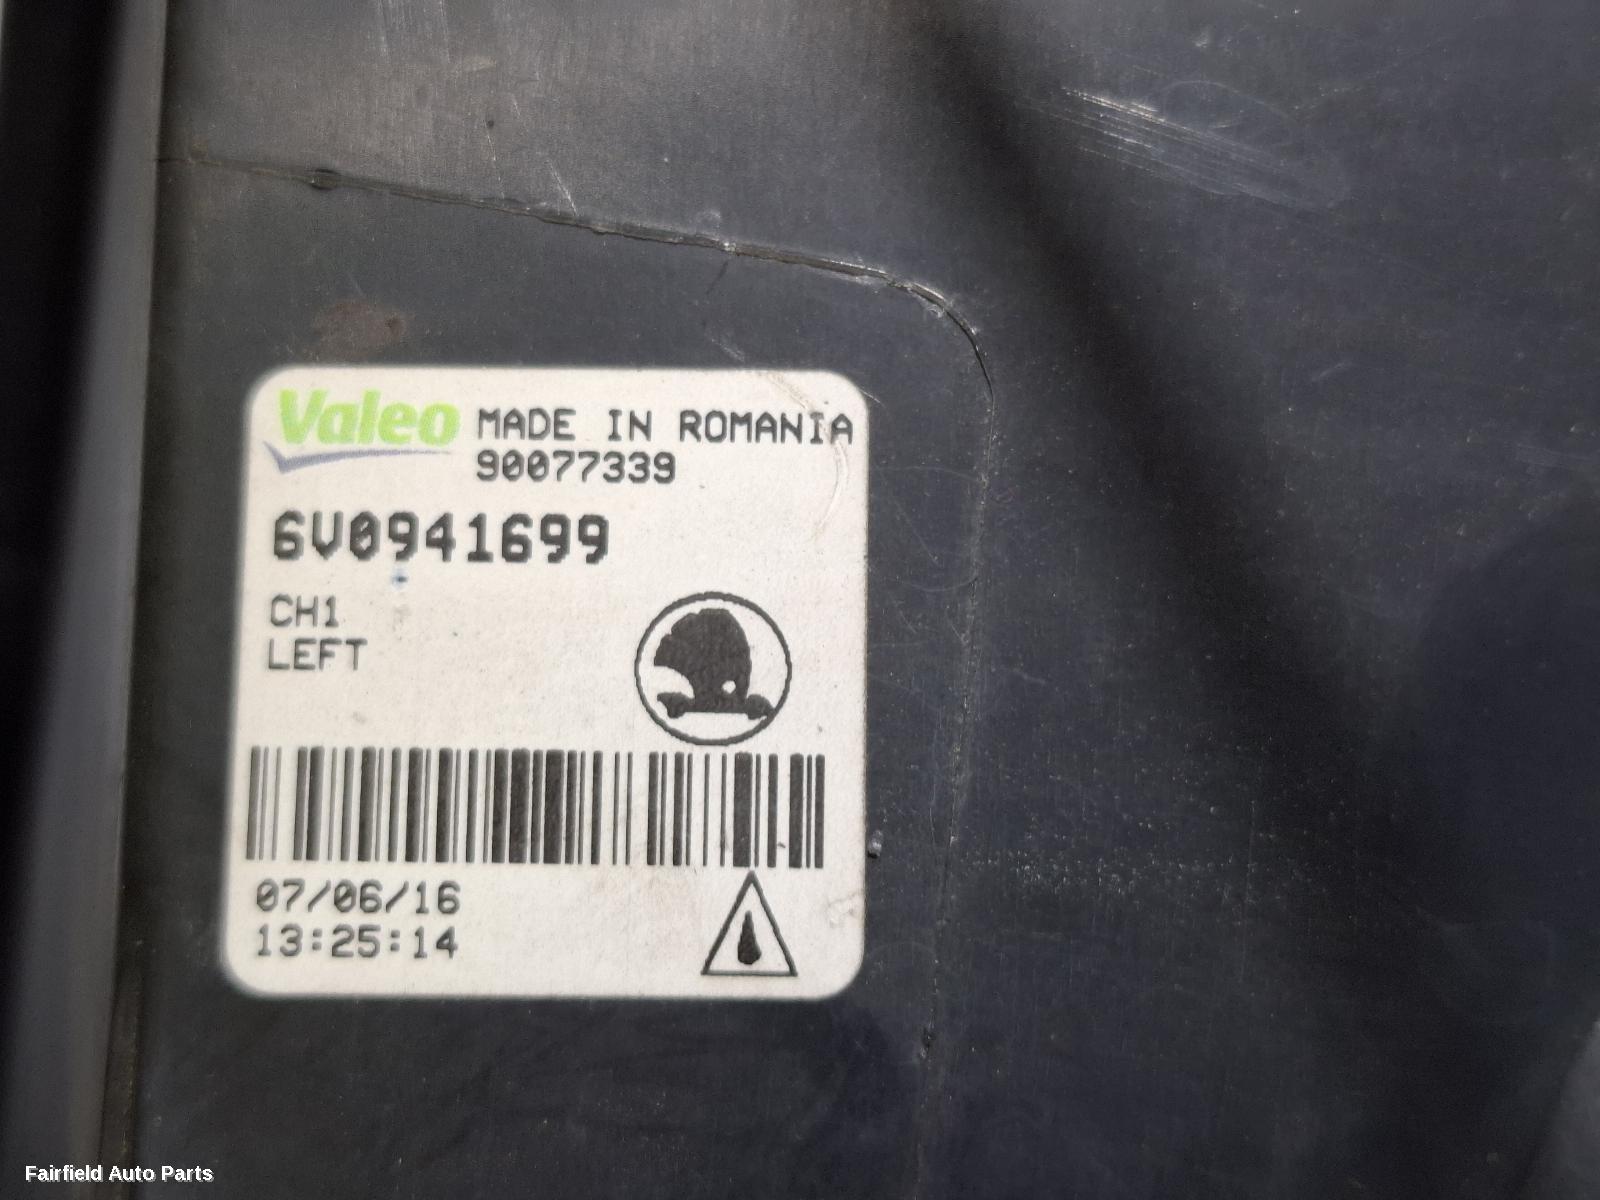 Valeo MADE IN ROMANIA
90077339
6V0941699
CH1
LEFT
07/06/16
13:25:14
Fairfield Auto Parts